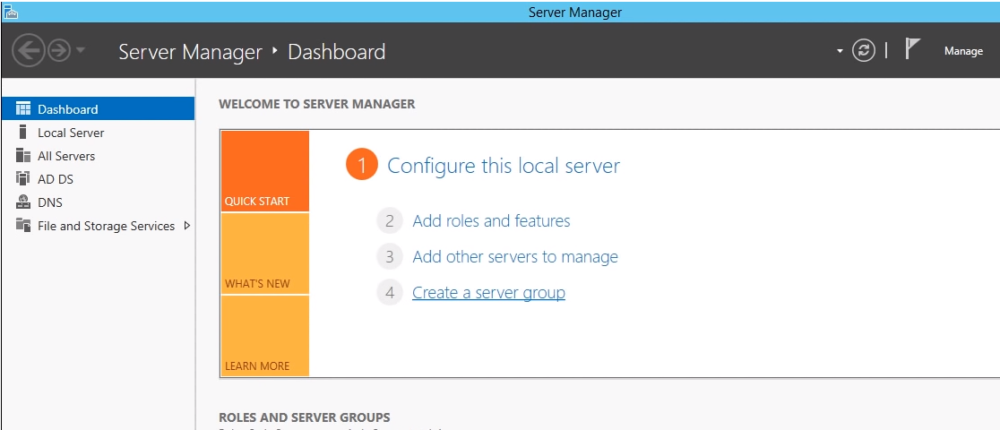 Server Manager
Server Manager ‣ Dashboard
Manage
Dashboard
Local Server
All Servers
AD DS
DNS
File and Storage Services
WELCOME TO SERVER MANAGER
QUICK START
WHAT'S NEW
LEARN MORE
1 Configure this local server
2 Add roles and features
3 Add other servers to manage
4 Create a server group
ROLES AND SERVER GROUPS